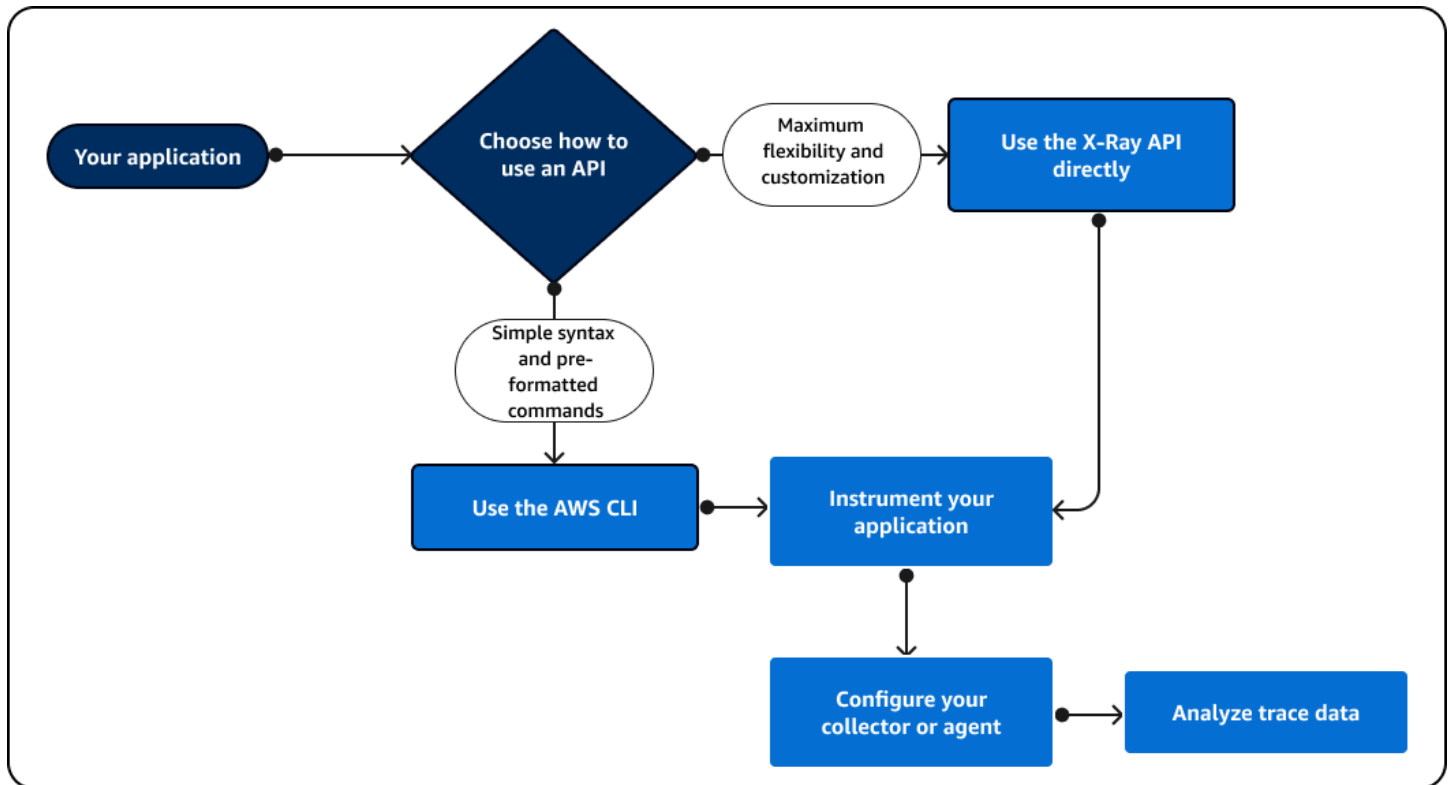 Your application
Choose how to
use an API
Maximum
flexibility and
customization
Use the X-Ray API
directly
Simple syntax
and pre-
formatted
commands
Use the AWS CLI
Instrument your
application
Configure your
collector or agent
Analyze trace data